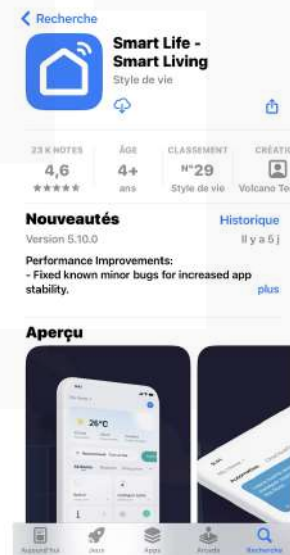 Recherche
Smart Life -
Smart Living
Style de vie
23 K NOTES ÂGE CLASSEMENT CRÉATI
4,6 4+ N°29
★★★★★ ans Style de vie Volcano Te
Nouveautés Historique
Version 5.10.0 Il y a 5 j
Performance Improvements:
- Fixed known minor bugs for increased app
stability. plus
Aperçu
26°C
Aujourd'hui Jeux Apps Arcade Recherche